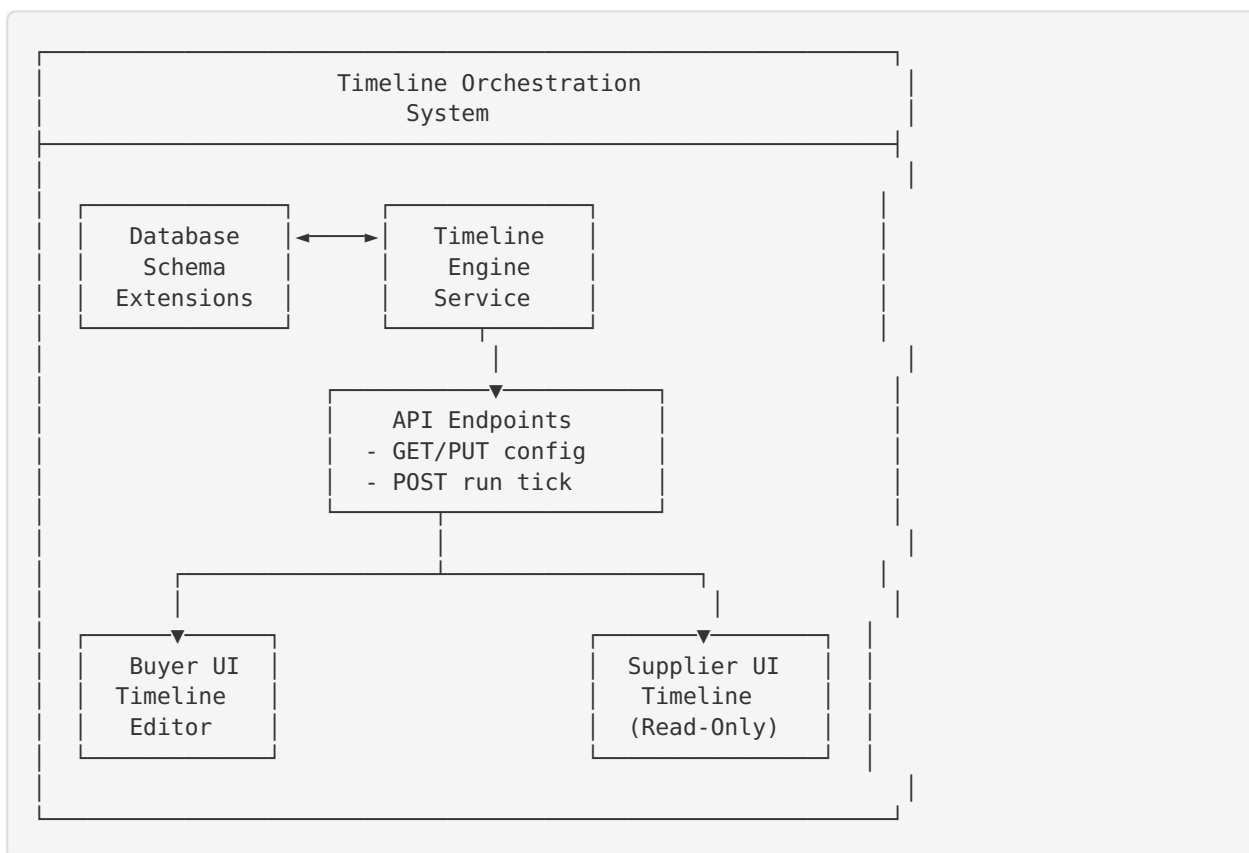 Timeline Orchestration
System
Database Timeline
Schema Engine
Extensions Service
API Endpoints
- GET/PUT config
- POST run tick
Buyer UI Supplier UI
Timeline Timeline
Editor (Read-Only)